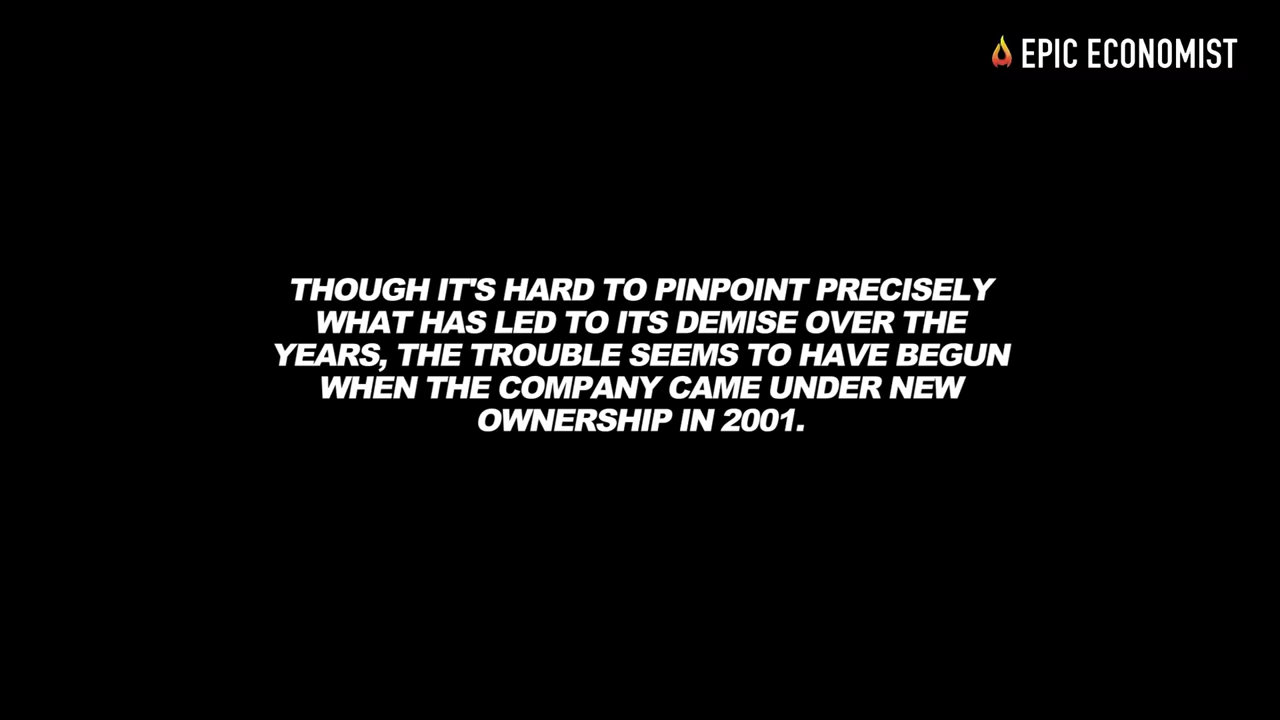 EPIC ECONOMIST
THOUGH IT'S HARD TO PINPOINT PRECISELY
WHAT HAS LED TO ITS DEMISE OVER THE
YEARS, THE TROUBLE SEEMS TO HAVE BEGUN
WHEN THE COMPANY CAME UNDER NEW
OWNERSHIP IN 2001.